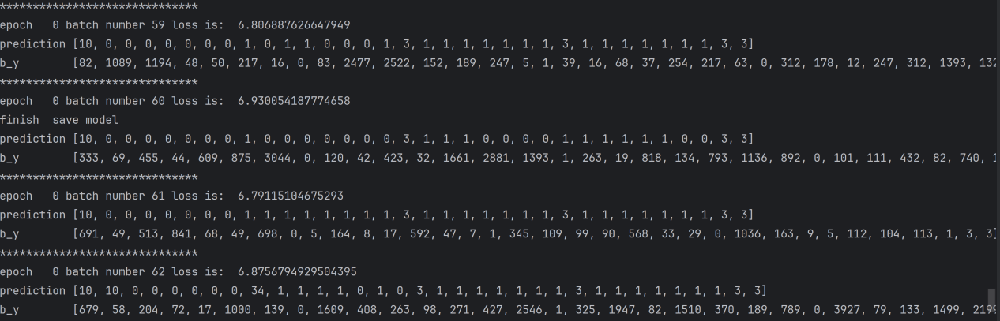 ******************************
epoch   0 batch number 59 loss is:  6.806887626647949
prediction [10, 0, 0, 0, 0, 0, 0, 0, 1, 0, 1, 1, 0, 0, 0, 1, 3, 1, 1, 1, 1, 1, 1, 1, 3, 1, 1, 1, 1, 1, 1, 1, 3, 3]
b_y        [82, 1089, 1194, 48, 50, 217, 16, 0, 83, 2477, 2522, 152, 189, 247, 5, 1, 39, 16, 68, 37, 254, 217, 63, 0, 312, 178, 12, 247, 312, 1393, 132
******************************
epoch   0 batch number 60 loss is:  6.930054187774658
finish  save model
prediction [10, 0, 0, 0, 0, 0, 0, 0, 1, 0, 0, 0, 0, 0, 0, 0, 3, 1, 1, 1, 0, 0, 0, 0, 1, 1, 1, 1, 1, 1, 0, 0, 3, 3]
b_y        [333, 69, 455, 44, 609, 875, 3044, 0, 120, 42, 423, 32, 1661, 2881, 1393, 1, 263, 19, 818, 134, 793, 1136, 892, 0, 101, 111, 432, 82, 740, 1
******************************
epoch   0 batch number 61 loss is:  6.79115104675293
prediction [10, 0, 0, 0, 0, 0, 0, 0, 1, 1, 1, 1, 1, 1, 1, 1, 3, 1, 1, 1, 1, 1, 1, 1, 3, 1, 1, 1, 1, 1, 1, 1, 3, 3]
b_y        [691, 49, 513, 841, 68, 49, 698, 0, 5, 164, 8, 17, 592, 47, 7, 1, 345, 109, 99, 90, 568, 33, 29, 0, 1036, 163, 9, 5, 112, 104, 113, 1, 3, 3]
******************************
epoch   0 batch number 62 loss is:  6.8756794929504395
prediction [10, 10, 0, 0, 0, 0, 0, 0, 34, 1, 1, 1, 1, 0, 1, 0, 3, 1, 1, 1, 1, 1, 1, 1, 3, 1, 1, 1, 1, 1, 1, 1, 3, 3]
b_y        [679, 58, 204, 72, 17, 1000, 139, 0, 1609, 408, 263, 98, 271, 427, 2546, 1, 325, 1947, 82, 1510, 370, 189, 789, 0, 3927, 79, 133, 1499, 2199